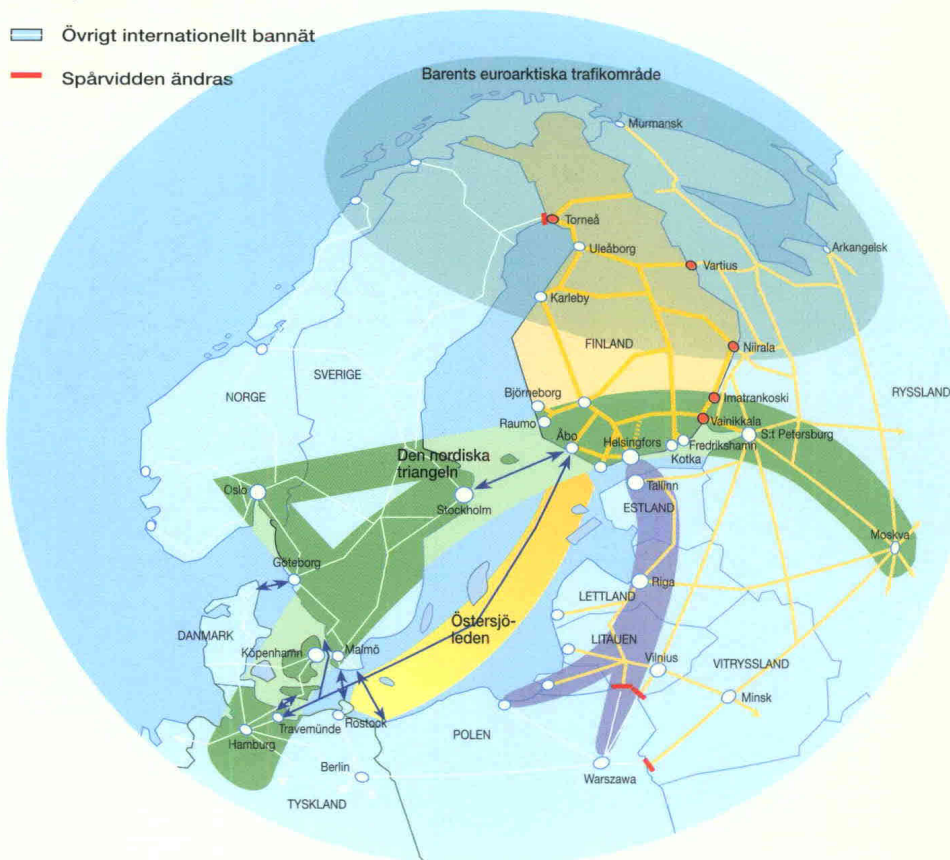 Övrigt internationellt bannät
Spårvidden ändras
Barents euroarktiska trafikområde
Murmansk
Torneå
Uleåborg
Arkangelsk
Vartius
Karleby
FINLAND
Niirala
SVERIGE
NORGE
RYSSLAND
Björneborg
Imatrankoski
Raumo
Vainikkala
Åbo
Helsingfors
S:t Petersburg
Fredrikshamn
Kotka
Den nordiska
triangeln
Oslo
Stockholm
Tallinn
ESTLAND
Moskva
Göteborg
Riga
LETTLAND
Östersjö-
leden
DANMARK
LITAUEN
Köpenhamn
Malmö
Vilnius
VITRYSSLAND
Minsk
Travemünde
Rostock
Hamburg
POLEN
Berlin
Warszawa
TYSKLAND